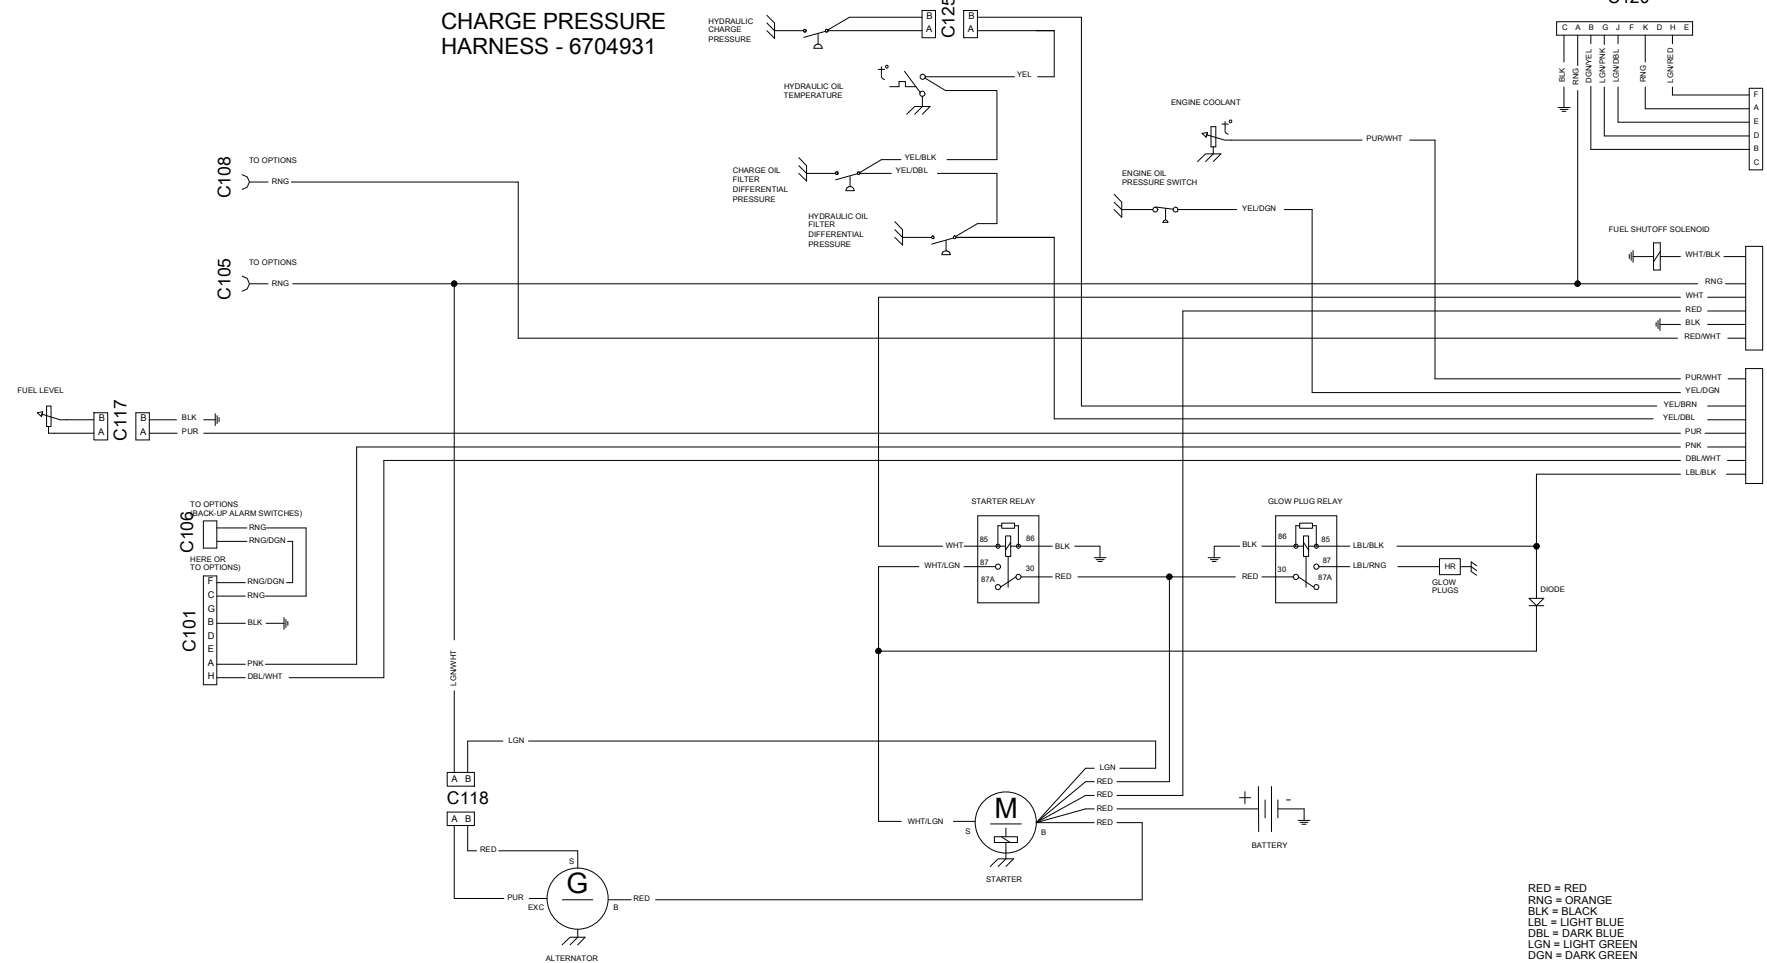 CHARGE PRESSURE
HARNESS - 6704931
HYDRAULIC
CHARGE
PRESSURE
B
A
C125
B
A
YEL
HYDRAULIC OIL
TEMPERATURE
t°
CHARGE OIL
FILTER
DIFFERENTIAL
PRESSURE
YEL/BLK
YEL/DBL
HYDRAULIC OIL
FILTER
DIFFERENTIAL
PRESSURE
ENGINE COOLANT
t°
PUR/WHT
ENGINE OIL
PRESSURE SWITCH
YEL/DGN
C A B G J F K D H E
BLK
RNG
DGN/YEL
LGN/PNK
LGN/DBL
RNG
LGN/RED
F
A
E
D
B
C
C108
TO OPTIONS
RNG
C105
TO OPTIONS
RNG
FUEL SHUTOFF SOLENOID
WHT/BLK
RNG
WHT
RED
BLK
RED/WHT
PUR/WHT
YEL/DGN
YEL/BRN
YEL/DBL
PUR
PNK
DBL/WHT
LBL/BLK
FUEL LEVEL
B
A
C117
B
A
BLK
PUR
TO OPTIONS
(BACK-UP ALARM SWITCHES)
C106
RNG
RNG/DGN
HERE OR
TO OPTIONS)
C101
F
C
G
B
D
E
A
H
RNG/DGN
RNG
BLK
PNK
DBL/WHT
STARTER RELAY
WHT
85
86
BLK
WHT/LGN
87
30
87A
RED
GLOW PLUG RELAY
BLK
86
85
LBL/BLK
87
LBL/RNG
RED
30
87A
HR
GLOW
PLUGS
DIODE
LGN/WHT
LGN
A B
C118
A B
RED
S
G
PUR
EXC
B
RED
ALTERNATOR
WHT/LGN
S
M
B
STARTER
LGN
RED
RED
RED
RED
+
-
BATTERY
RED = RED
RNG = ORANGE
BLK = BLACK
LBL = LIGHT BLUE
DBL = DARK BLUE
LGN = LIGHT GREEN
DGN = DARK GREEN